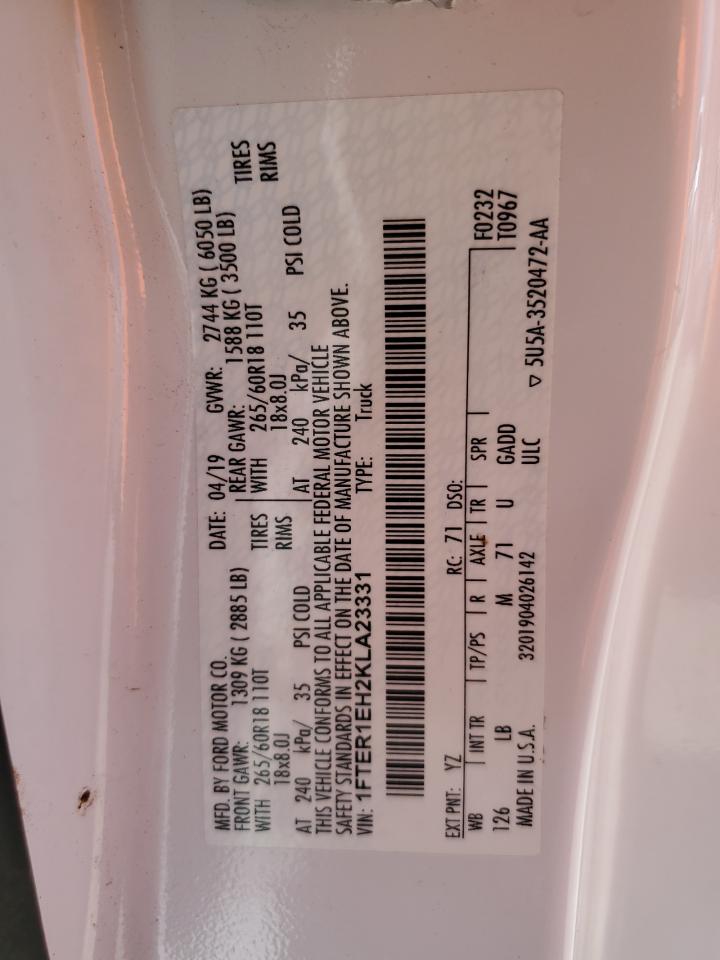 MFD. BY FORD MOTOR CO. DATE: 04/19 GVWR: 2744 KG ( 6050 LB)
FRONT GAWR: 1309 KG ( 2885 LB) REAR GAWR: 1588 KG ( 3500 LB)
WITH 265/60R18 110T TIRES WITH 265/60R18 110T TIRES
18x8.0J RIMS 18x8.0J RIMS
AT 240 kPa/ 35 PSI COLD AT 240 kPa/ 35 PSI COLD
THIS VEHICLE CONFORMS TO ALL APPLICABLE FEDERAL MOTOR VEHICLE
SAFETY STANDARDS IN EFFECT ON THE DATE OF MANUFACTURE SHOWN ABOVE.
VIN: 1FTER1EH2KLA23331 TYPE: Truck
EXT PNT: YZ RC: 71 DSO: F0232
WB INT TR TP/PS R AXLE TR SPR T0967
126 LB M 71 U GADD
MADE IN U.S.A. 3201904026142 ULC ▽ 5U5A-3520472-AA